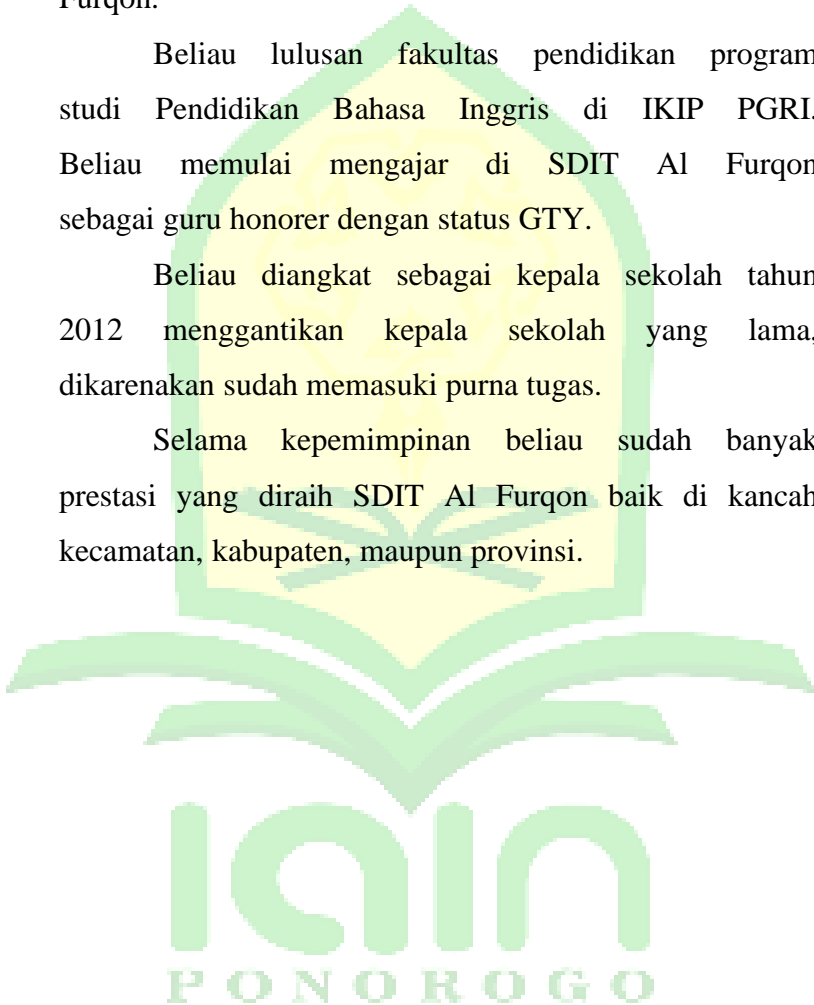 Furqon.
Beliau lulusan fakultas pendidikan program
studi Pendidikan Bahasa Inggris di IKIP PGRI.
Beliau memulai mengajar di SDIT Al Furqon
sebagai guru honorer dengan status GTY.
Beliau diangkat sebagai kepala sekolah tahun
2012 menggantikan kepala sekolah yang lama,
dikarenakan sudah memasuki purna tugas.
Selama kepemimpinan beliau sudah banyak
prestasi yang diraih SDIT Al Furqon baik di kancah
kecamatan, kabupaten, maupun provinsi.
iain
PONOROGO